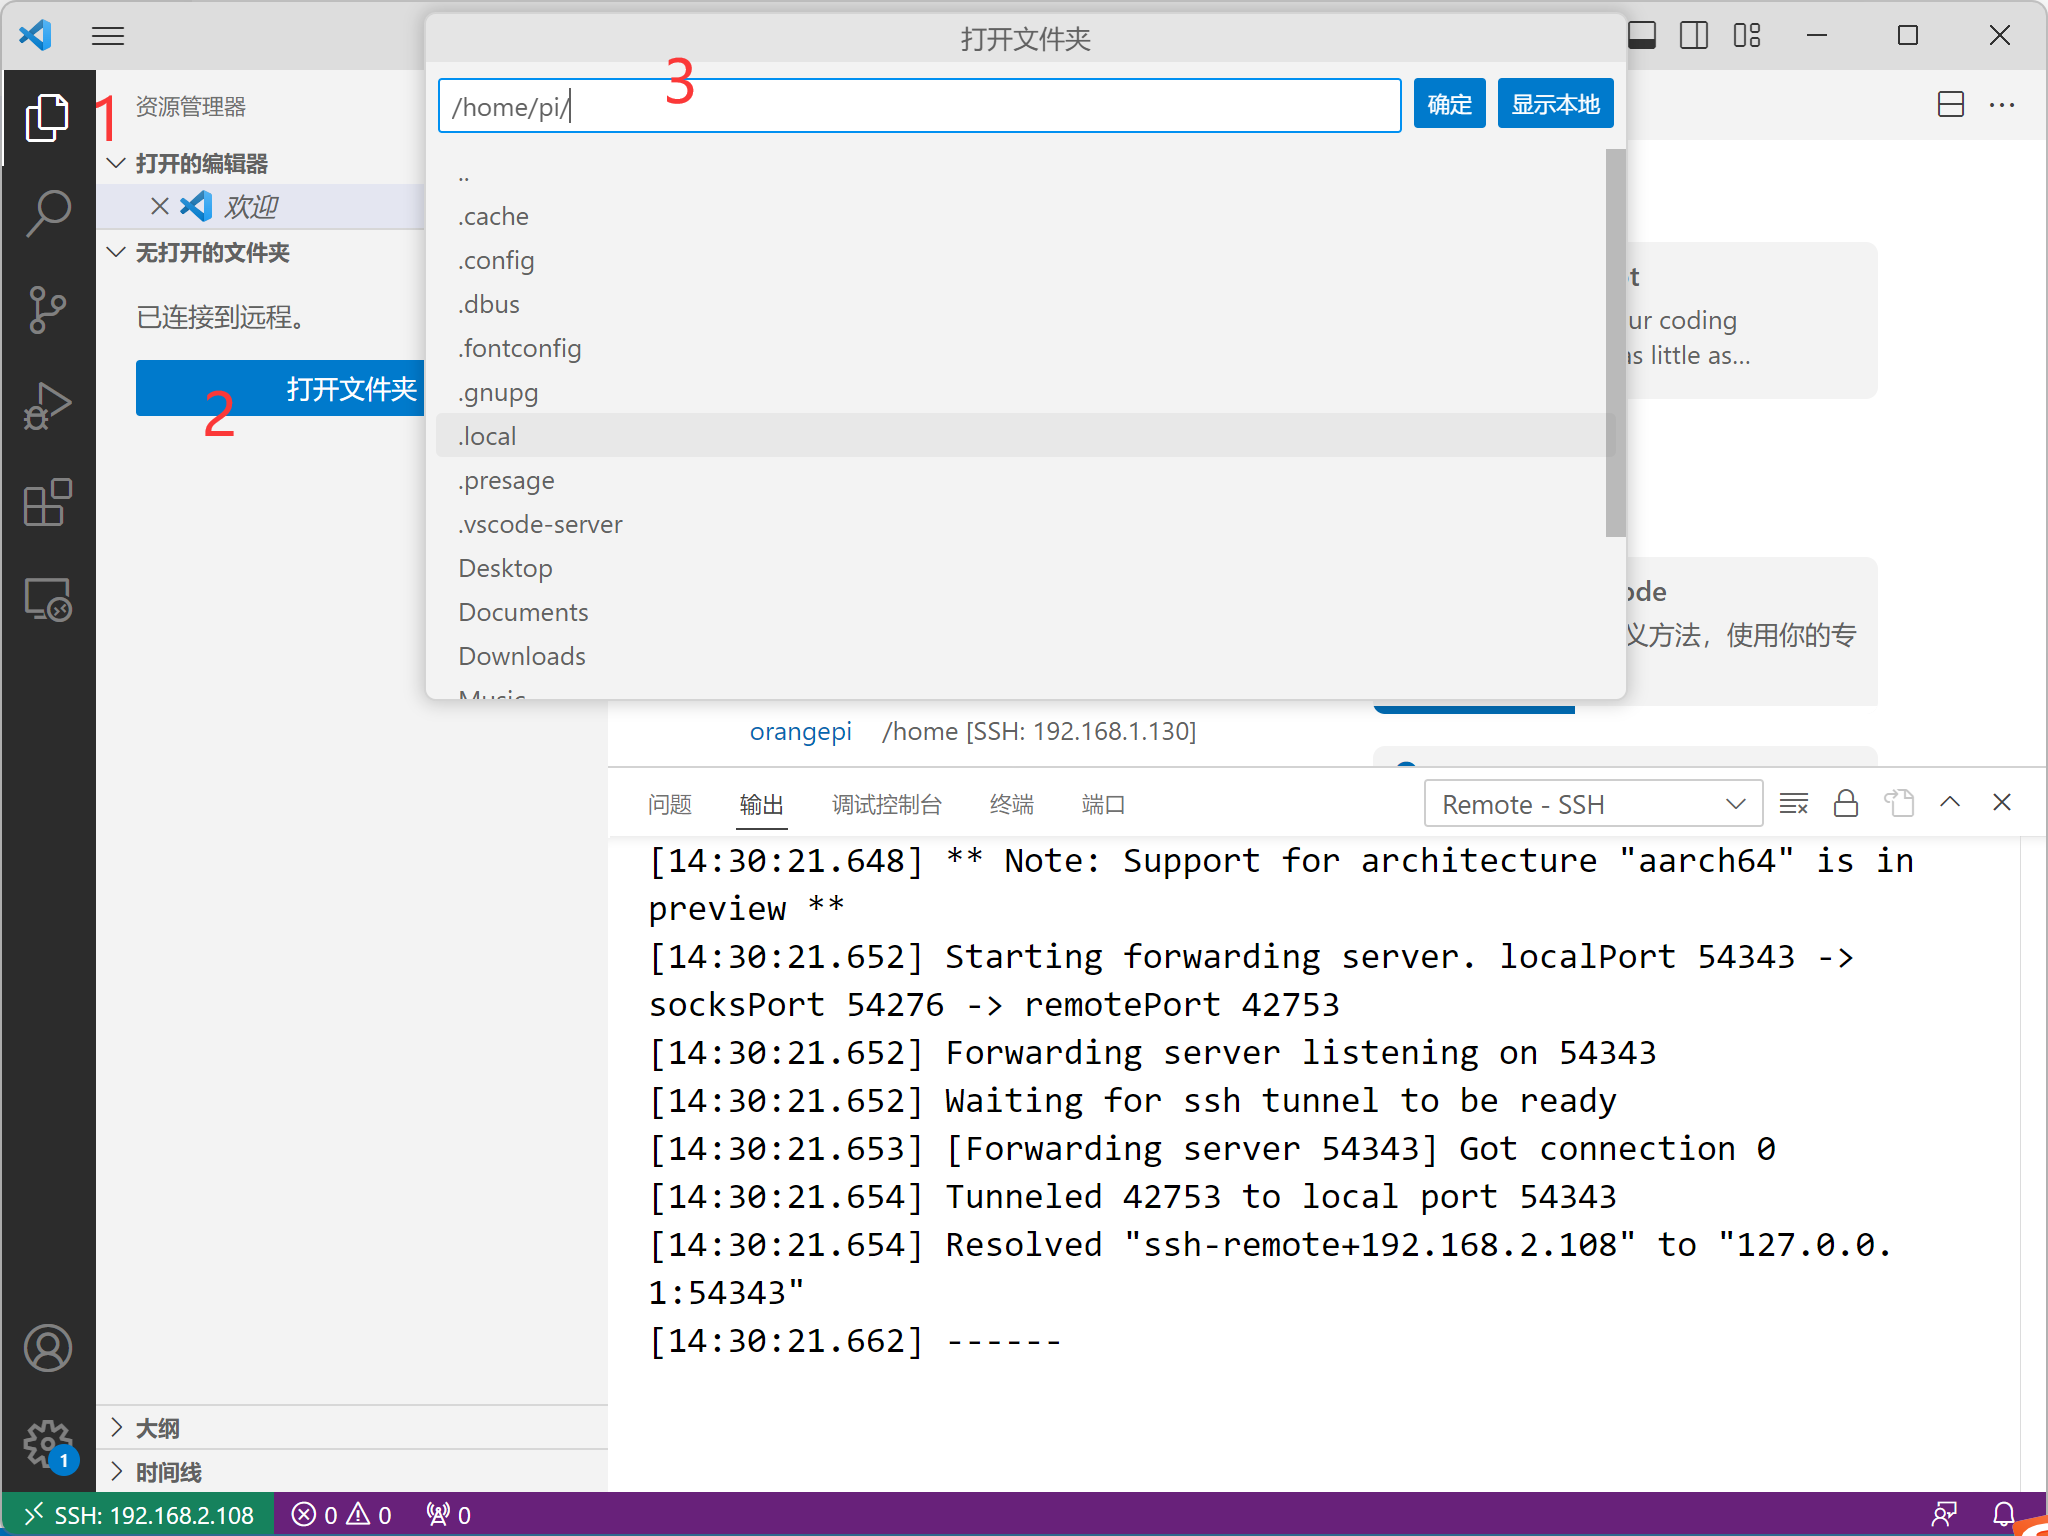 打开文件夹
3
/home/pi/
确定
显示本地
1
资源管理器
打开的编辑器
欢迎
无打开的文件夹
已连接到远程。
打开文件夹
2
..
.cache
.config
.dbus
.fontconfig
.gnupg
.local
.presage
.vscode-server
Desktop
Documents
Downloads
Music
t
ur coding
as little as...
ode
义方法，使用你的专
orangepi /home [SSH: 192.168.1.130]
问题 输出 调试控制台 终端 端口
Remote - SSH
[14:30:21.648] ** Note: Support for architecture "aarch64" is in
preview **
[14:30:21.652] Starting forwarding server. localPort 54343 ->
socksPort 54276 -> remotePort 42753
[14:30:21.652] Forwarding server listening on 54343
[14:30:21.652] Waiting for ssh tunnel to be ready
[14:30:21.653] [Forwarding server 54343] Got connection 0
[14:30:21.654] Tunneled 42753 to local port 54343
[14:30:21.654] Resolved "ssh-remote+192.168.2.108" to "127.0.0.
1:54343"
[14:30:21.662] ------
大纲
时间线
1
SSH: 192.168.2.108
0
0
0